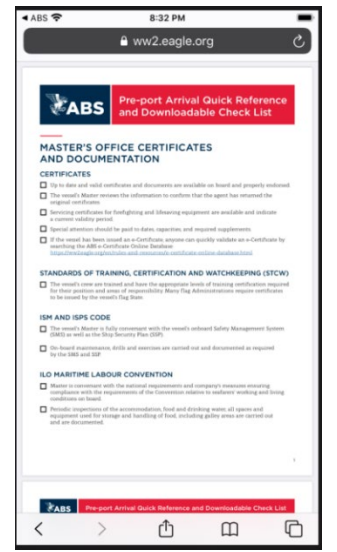 ABS
8:32 PM
ww2.eagle.org
ABS
Pre-port Arrival Quick Reference
and Downloadable Check List
MASTER'S OFFICE CERTIFICATES
AND DOCUMENTATION
CERTIFICATES
Up to date and valid certificates and documents are available on board and properly endorsed
The vessel's Master reviews the information to confirm that the agent has returned the
original certificates.
Servicing certificates for firefighting and lifesaving equipment are available and indicate
a current validity period.
Special attention should be paid to dates, capacities, and required supplements.
If the vessel has been issued an e-Certificate, anyone can quickly validate an e-Certificate by
searching the ABS e-Certificate Online Database:
https://ww2.eagle.org/en/rules-and-resources/e-certificate-online-database.html
STANDARDS OF TRAINING, CERTIFICATION AND WATCHKEEPING (STCW)
The vessel's crew are trained and have the appropriate levels of training certification required
for their position and areas of responsibility. Many Flag Administrations require certificates
to be issued by the vessel's flag State.
ISM AND ISPS CODE
The vessel's Master is fully conversant with the vessel's onboard Safety Management System
(SMS) as well as the Ship Security Plan (SSP).
On-board maintenance, drills and exercises are carried out and documented as required
by the SMS and SSP
ILO MARITIME LABOUR CONVENTION
Master is conversant with the national requirements and company's measures ensuring
compliance with the requirements of the Convention relative to seafarers' working and living
conditions on board.
Periodic inspections of the accommodation, food and drinking water, all spaces and
equipment used for storage and handling of food, including galley areas are carried out
and are documented.
1
ABS
Pre-port Arrival Quick Reference and Downloadable Check List